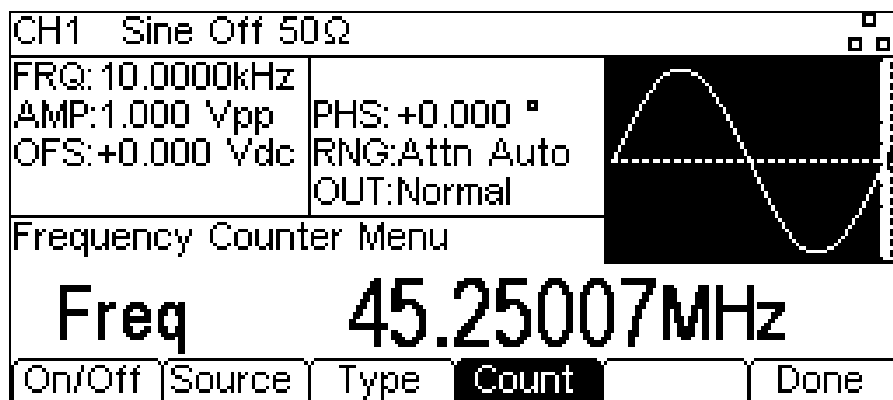 CH1 Sine Off 50Ω
FRQ:10.0000kHz
AMP:1.000 Vpp
OFS:+0.000 Vdc
PHS:+0.000 °
RNG:Attn Auto
OUT:Normal
Frequency Counter Menu
Freq 45.25007MHz
On/Off Source Type Count Done